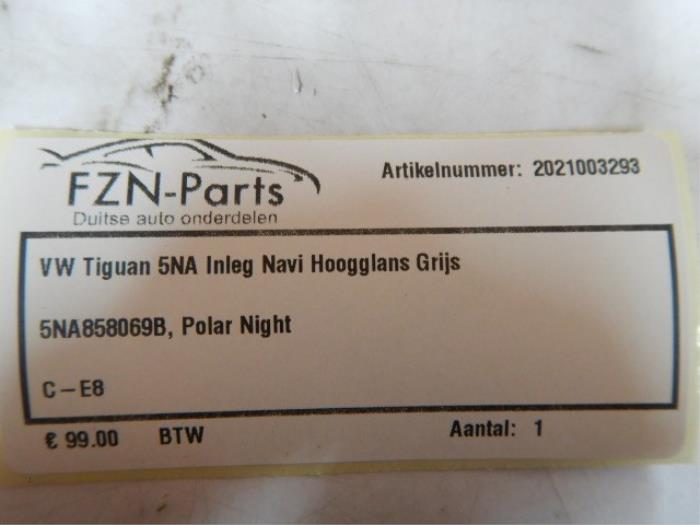 FZN-Parts
Duitse auto onderdelen
Artikelnummer: 2021003293
VW Tiguan 5NA Inleg Navi Hoogglans Grijs
5NA858069B, Polar Night
C-E8
€ 99.00 BTW Aantal: 1